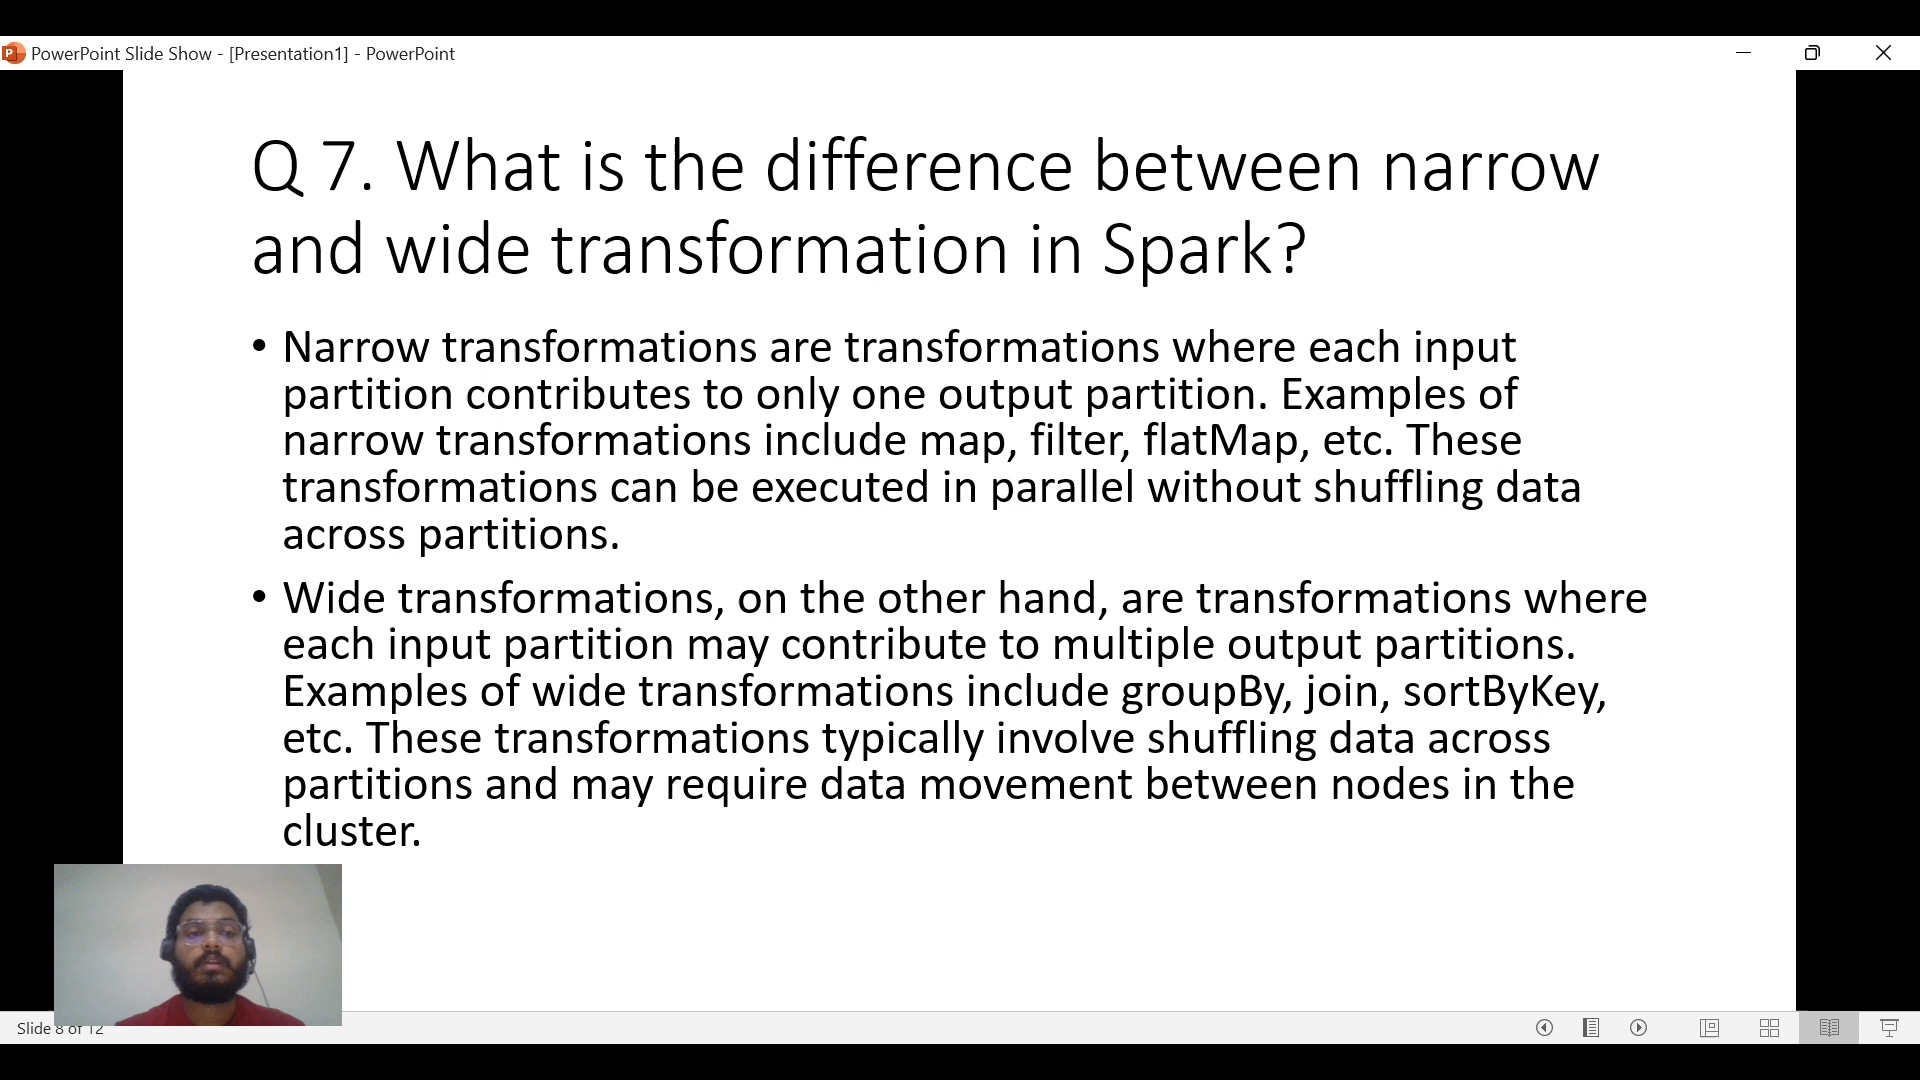 PowerPoint Slide Show - [Presentation1] - PowerPoint
Q 7. What is the difference between narrow
and wide transformation in Spark?
• Narrow transformations are transformations where each input
partition contributes to only one output partition. Examples of
narrow transformations include map, filter, flatMap, etc. These
transformations can be executed in parallel without shuffling data
across partitions.
• Wide transformations, on the other hand, are transformations where
each input partition may contribute to multiple output partitions.
Examples of wide transformations include groupBy, join, sortByKey,
etc. These transformations typically involve shuffling data across
partitions and may require data movement between nodes in the
cluster.
Slide 8 of 12